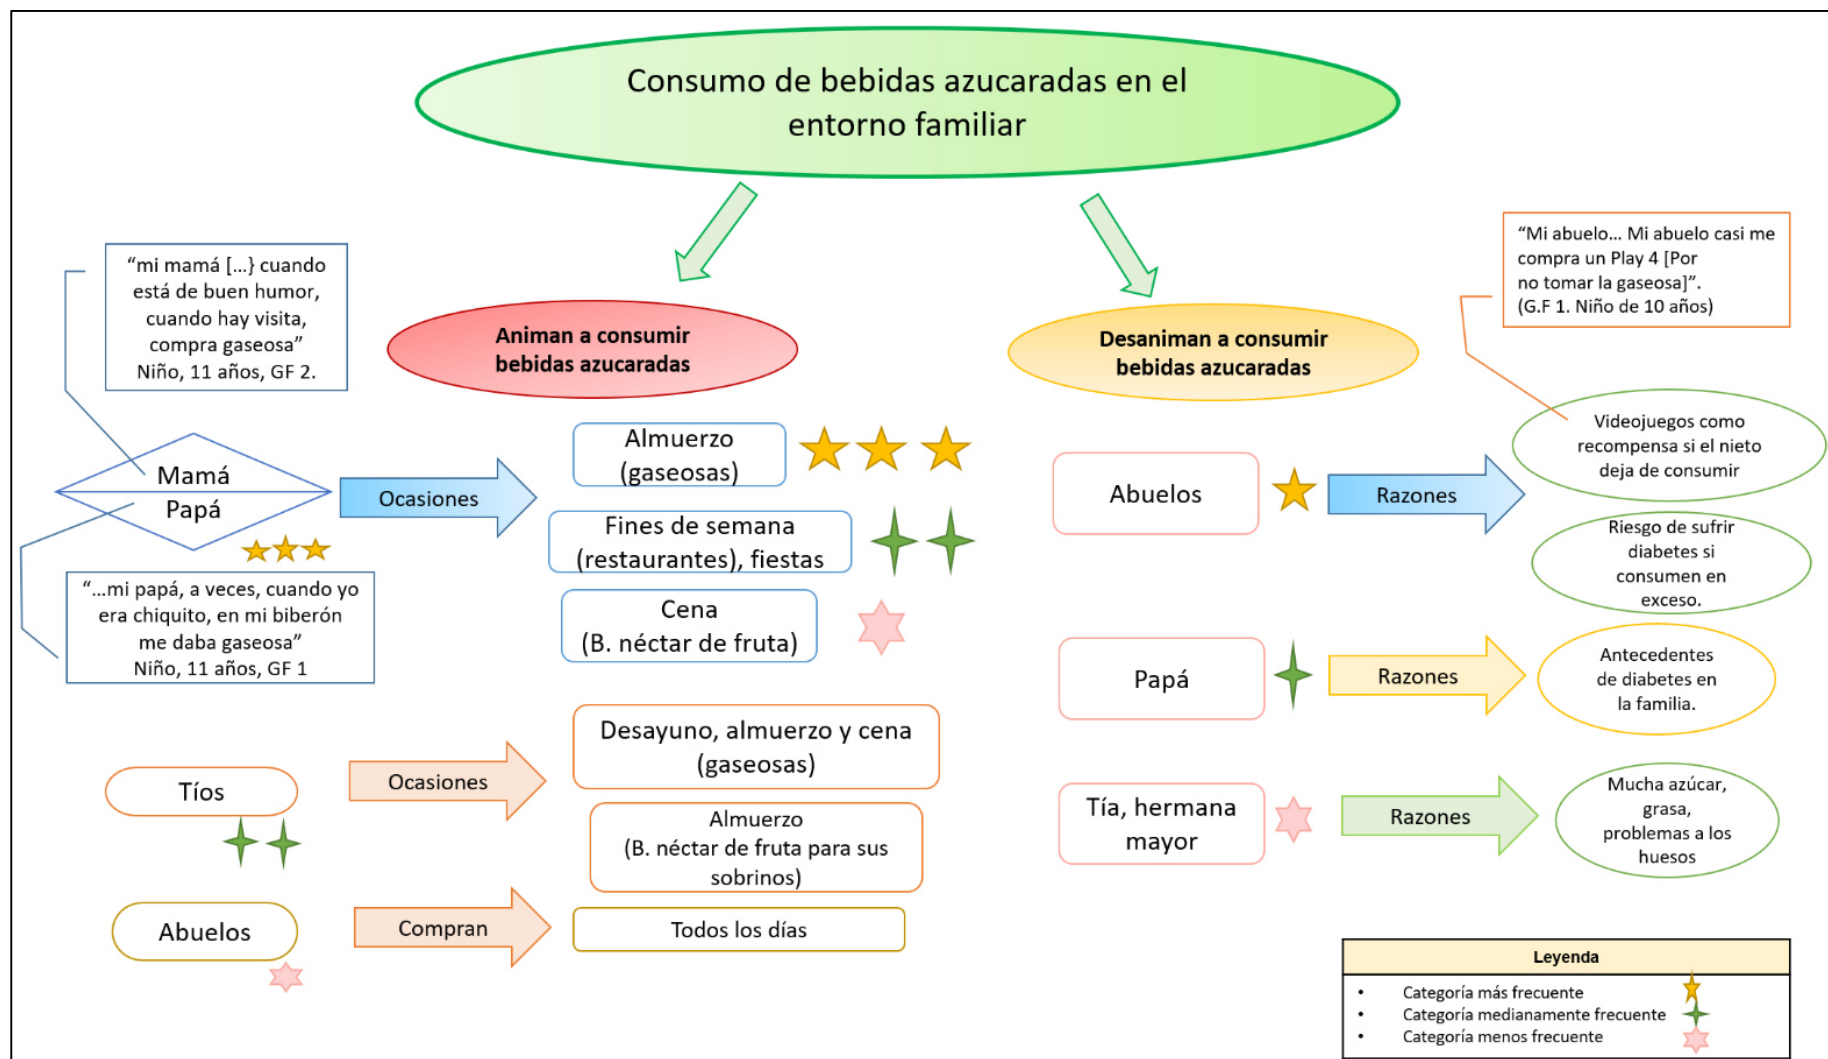 Consumo de bebidas azucaradas en el
entorno familiar
“mi mamá [...} cuando
está de buen humor,
cuando hay visita,
compra gaseosa”
Niño, 11 años, GF 2.
Animan a consumir
bebidas azucaradas
Mamá
Papá
“...mi papá, a veces, cuando yo
era chiquito, en mi biberón
me daba gaseosa”
Niño, 11 años, GF 1
Ocasiones
Almuerzo
(gaseosas)
Fines de semana
(restaurantes), fiestas
Cena
(B. néctar de fruta)
Tíos
Ocasiones
Desayuno, almuerzo y cena
(gaseosas)
Almuerzo
(B. néctar de fruta para sus
sobrinos)
Abuelos
Compran
Todos los días
Desaniman a consumir
bebidas azucaradas
“Mi abuelo... Mi abuelo casi me
compra un Play 4 [Por
no tomar la gaseosa]”.
(G.F 1. Niño de 10 años)
Abuelos
Razones
Videojuegos como
recompensa si el nieto
deja de consumir
Riesgo de sufrir
diabetes si
consumen en
exceso.
Papá
Razones
Antecedentes
de diabetes en
la familia.
Tía, hermana
mayor
Razones
Mucha azúcar,
grasa,
problemas a los
huesos
Leyenda
• Categoría más frecuente
• Categoría medianamente frecuente
• Categoría menos frecuente